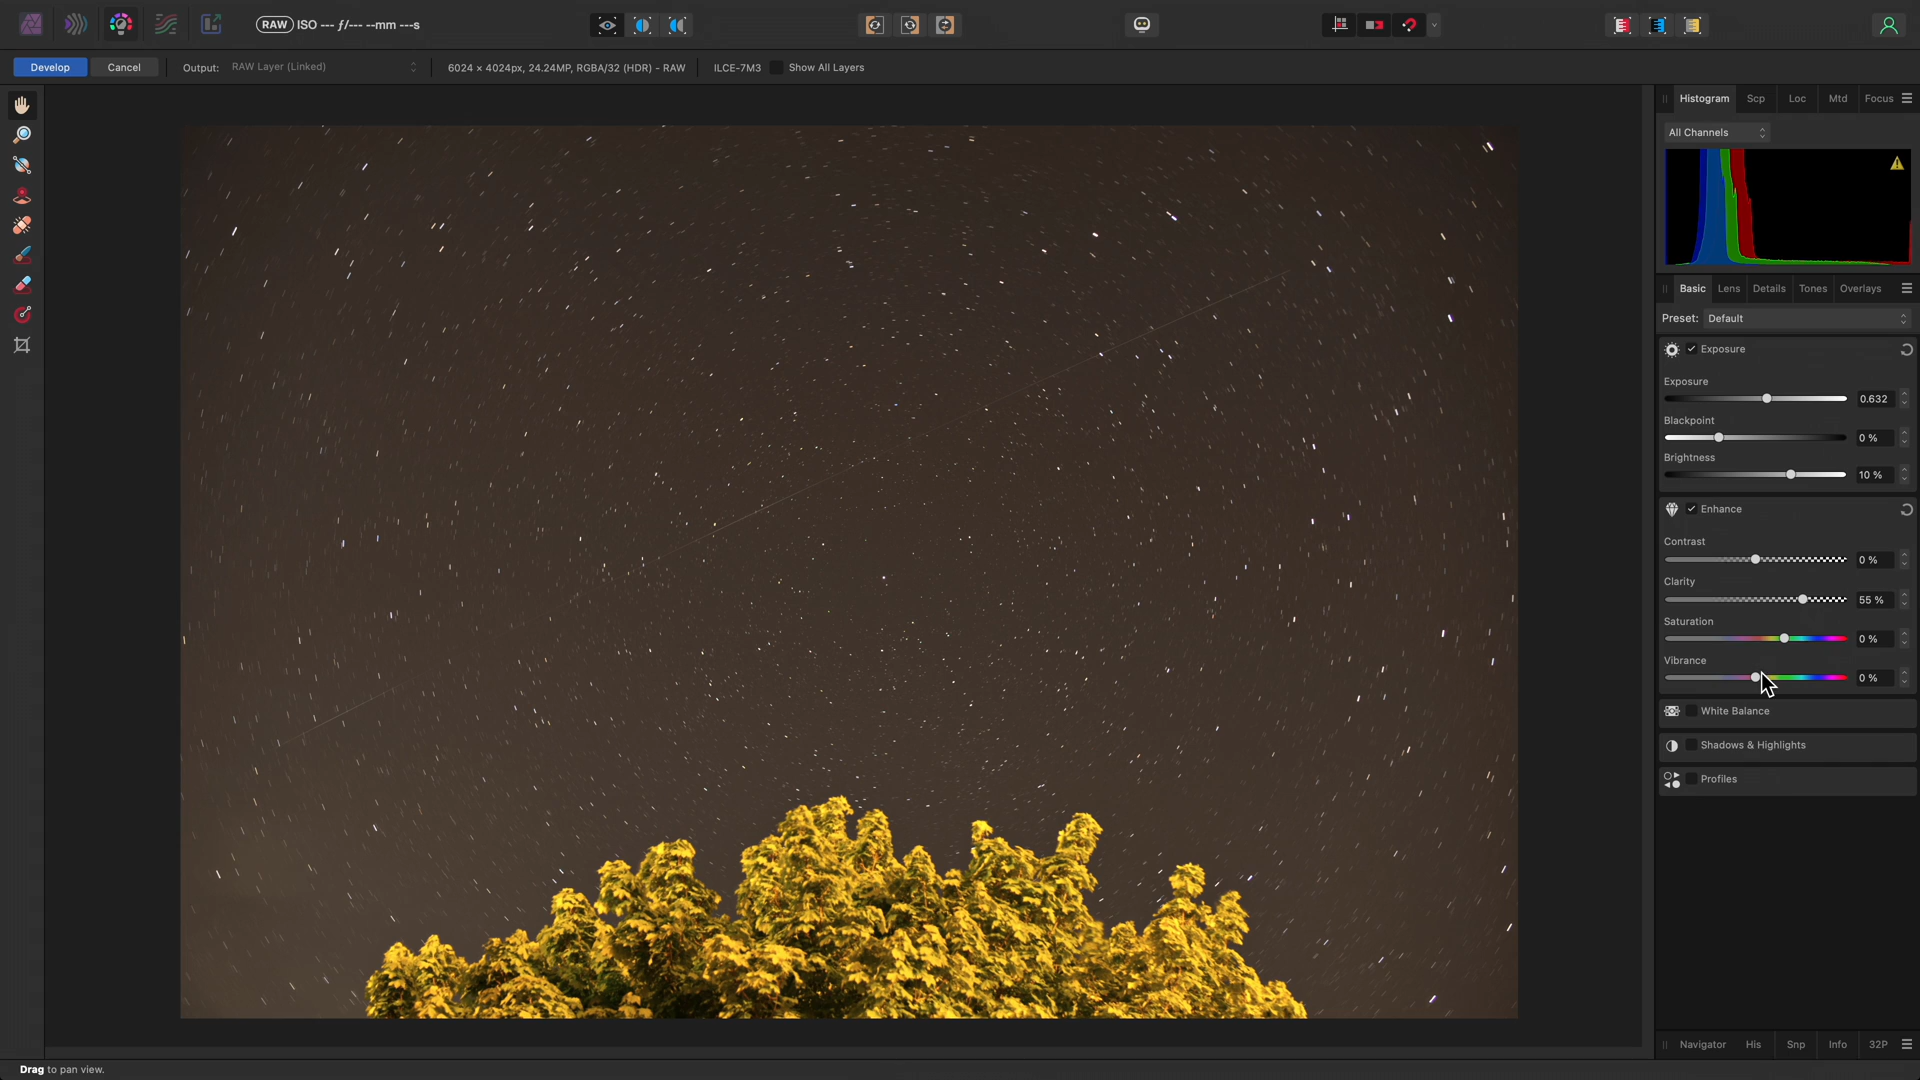 RAW ISO --- ƒ/--- --mm ---s
Develop Cancel Output: RAW Layer (Linked) 6024 × 4024px, 24.24MP, RGBA/32 (HDR) - RAW ILCE-7M3 Show All Layers
Histogram Scp Loc Mtd Focus
All Channels
Basic Lens Details Tones Overlays
Preset: Default
Exposure
Exposure
0.632
Blackpoint
0 %
Brightness
10 %
Enhance
Contrast
0 %
Clarity
55 %
Saturation
0 %
Vibrance
0 %
White Balance
Shadows & Highlights
Profiles
Navigator His Snp Info 32P
Drag to pan view.